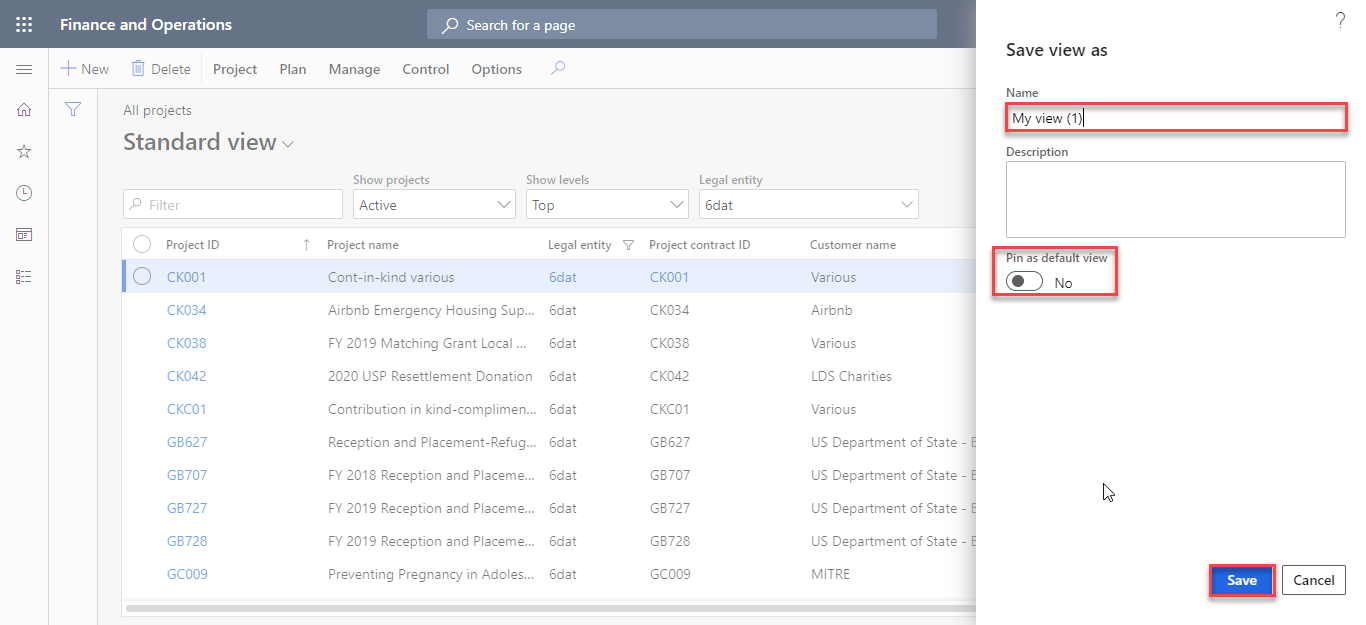 Finance and Operations
Search for a page
?
New Delete Project Plan Manage Control Options
All projects
Standard view
Show projects Show levels Legal entity
Filter Active Top 6dat
Project ID Project name Legal entity Project contract ID Customer name
CK001 Cont-in-kind various 6dat CK001 Various
CK034 Airbnb Emergency Housing Sup... 6dat CK034 Airbnb
CK038 FY 2019 Matching Grant Local ... 6dat CK038 Various
CK042 2020 USP Resettlement Donation 6dat CK042 LDS Charities
CKC01 Contribution in kind-complimen... 6dat CKC01 Various
GB627 Reception and Placement-Refug... 6dat GB627 US Department of State -
GB707 FY 2018 Reception and Placeme... 6dat GB707 US Department of State -
GB727 FY 2019 Reception and Placeme... 6dat GB727 US Department of State -
GB728 FY 2019 Reception and Placeme... 6dat GB728 US Department of State -
GC009 Preventing Pregnancy in Adoles... 6dat GC009 MITRE
Save view as
Name
My view (1)
Description
Pin as default view
No
Save Cancel